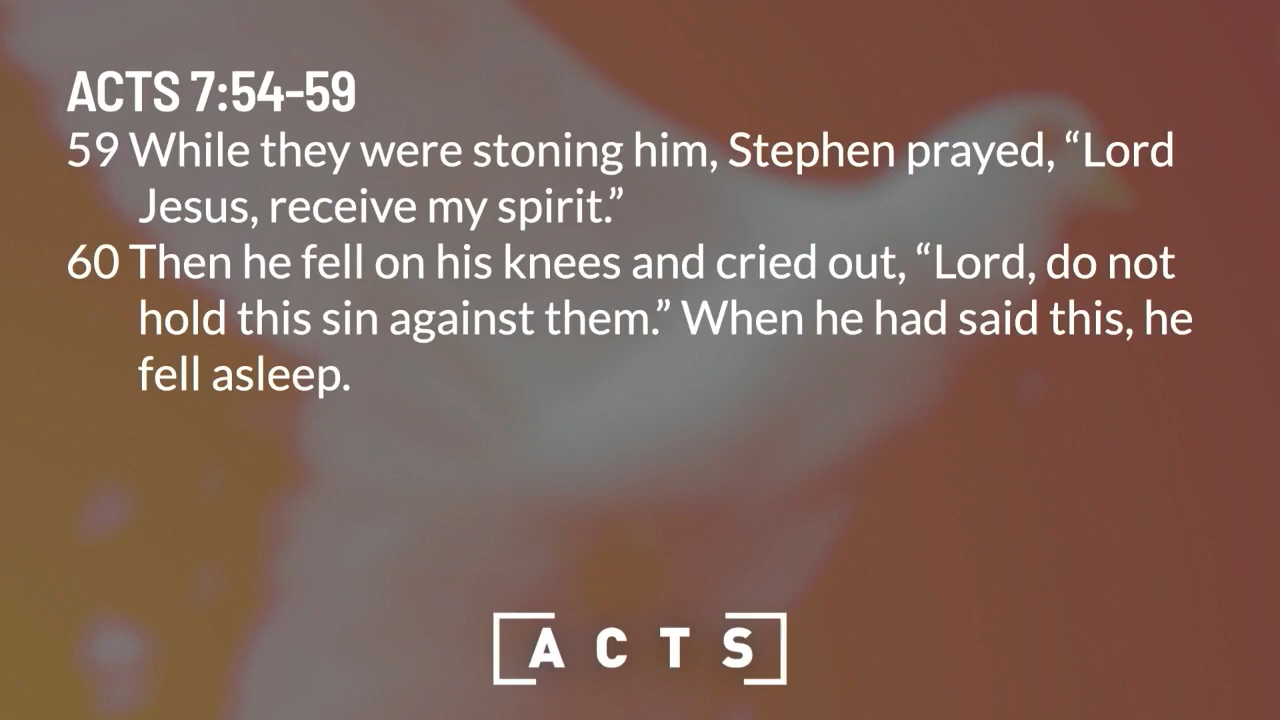 ACTS 7:54-59
59 While they were stoning him, Stephen prayed, “Lord
Jesus, receive my spirit.”
60 Then he fell on his knees and cried out, “Lord, do not
hold this sin against them.” When he had said this, he
fell asleep.
[ACTS]